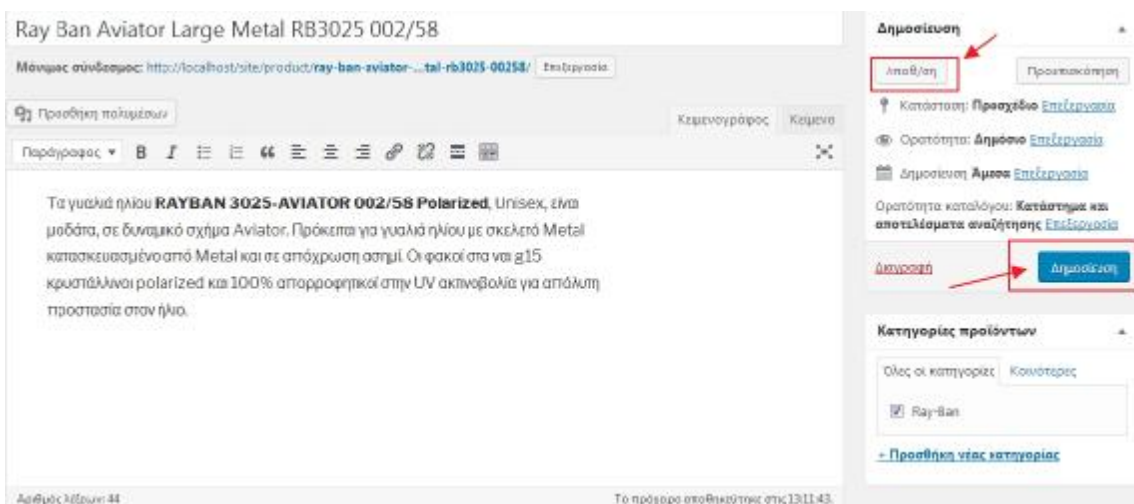 Ray Ban Aviator Large Metal RB3025 002/58
Μόνιμος σύνδεσμος: http://localhost/site/product/ray-ban-aviator-...tal-rb3025-00258/ Επεξεργασία
Προσθήκη πολυμέσων
Κειμενογράφος Κείμενο
Παράγραφος
Τα γυαλιά ηλίου RAYBAN 3025-AVIATOR 002/58 Polarized, Unisex, είναι
μοδάτα, σε δυναμικό σχήμα Aviator. Πρόκειται για γυαλιά ηλίου με σκελετό Metal
κατασκευασμένο από Metal και σε απόχρωση ασημί. Οι φακοί στα ναι g15
κρυστάλλινοι polarized και 100% απορροφητικοί στην UV ακτινοβολία για απόλυτη
προστασία στον ήλιο.
Αριθμός λέξεων: 44
Το πρόχειρο αποθηκεύτηκε στις 13:11:43.
Δημοσίευση
Αποθ/ση Προεπισκόπηση
Κατάσταση: Προσχέδιο Επεξεργασία
Ορατότητα: Δημόσιο Επεξεργασία
Δημοσίευση Άμεσα Επεξεργασία
Ορατότητα καταλόγου: Κατάστημα και
αποτελέσματα αναζήτησης Επεξεργασία
Διαγραφή Δημοσίευση
Κατηγορίες προϊόντων
Όλες οι κατηγορίες Κοινότερες
Ray-Ban
+ Προσθήκη νέας κατηγορίας